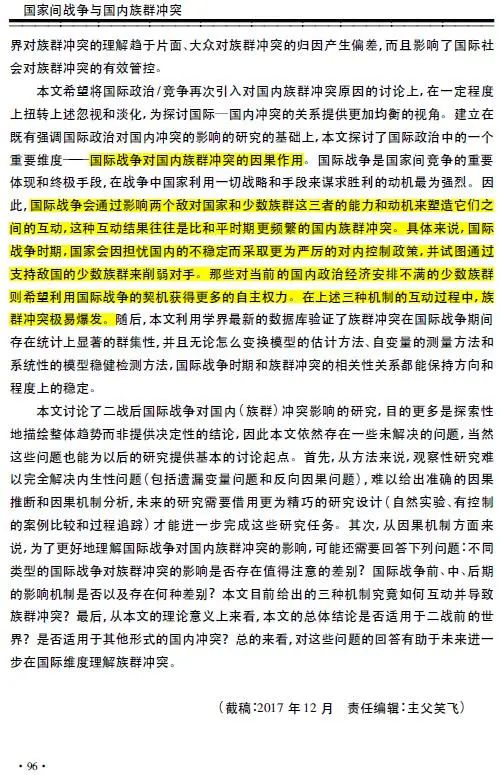 国家间战争与国内族群冲突
界对族群冲突的理解趋于片面、大众对族群冲突的归因产生偏差,而且影响了国际社
会对族群冲突的有效管控。
本文希望将国际政治/竞争再次引入对国内族群冲突原因的讨论上,在一定程度
上扭转上述忽视和淡化,为探讨国际—国内冲突的关系提供更加均衡的视角。建立在
既有强调国际政治对国内冲突的影响的研究的基础上,本文探讨了国际政治中的一个
重要维度——国际战争对国内族群冲突的因果作用。国际战争是国家间竞争的重要
体现和终极手段,在战争中国家利用一切战略和手段来谋求胜利的动机最为强烈。因
此,国际战争会通过影响两个敌对国家和少数族群这三者的能力和动机来塑造它们之
间的互动,这种互动结果往往是比和平时期更频繁的国内族群冲突。具体来说,国际
战争时期,国家会因担忧国内的不稳定而采取更为严厉的对内控制政策,并试图通过
支持敌国的少数族群来削弱对手。那些对当前的国内政治经济安排不满的少数族群
则希望利用国际战争的契机获得更多的自主权力。在上述三种机制的互动过程中,族
群冲突极易爆发。随后,本文利用学界最新的数据库验证了族群冲突在国际战争期间
存在统计上显著的群集性,并且无论怎么变换模型的估计方法、自变量的测量方法和
系统性的模型稳健检测方法,国际战争时期和族群冲突的相关性关系都能保持方向和
程度上的稳定。
本文讨论了二战后国际战争对国内(族群)冲突影响的研究,目的更多是探索性
地描绘整体趋势而非提供决定性的结论,因此本文依然存在一些未解决的问题,当然
这些问题也能为以后的研究提供基本的讨论起点。首先,从方法来说,观察性研究难
以完全解决内生性问题(包括遗漏变量问题和反向因果问题),难以给出准确的因果
推断和因果机制分析,未来的研究需要借用更为精巧的研究设计(自然实验、有控制
的案例比较和过程追踪)才能进一步完成这些研究任务。其次,从因果机制方面来
说,为了更好地理解国际战争对国内族群冲突的影响,可能还需要回答下列问题:不同
类型的国际战争对族群冲突的影响是否存在值得注意的差别?国际战争前、中、后期
的影响机制是否以及存在何种差别?本文目前给出的三种机制究竟如何互动并导致
族群冲突?最后,从本文的理论意义上来看,本文的总体结论是否适用于二战前的世
界?是否适用于其他形式的国内冲突?总的来看,对这些问题的回答有助于未来进一
步在国际维度理解族群冲突。
(截稿:2017 年 12 月 责任编辑:主父笑飞)
· 96 ·